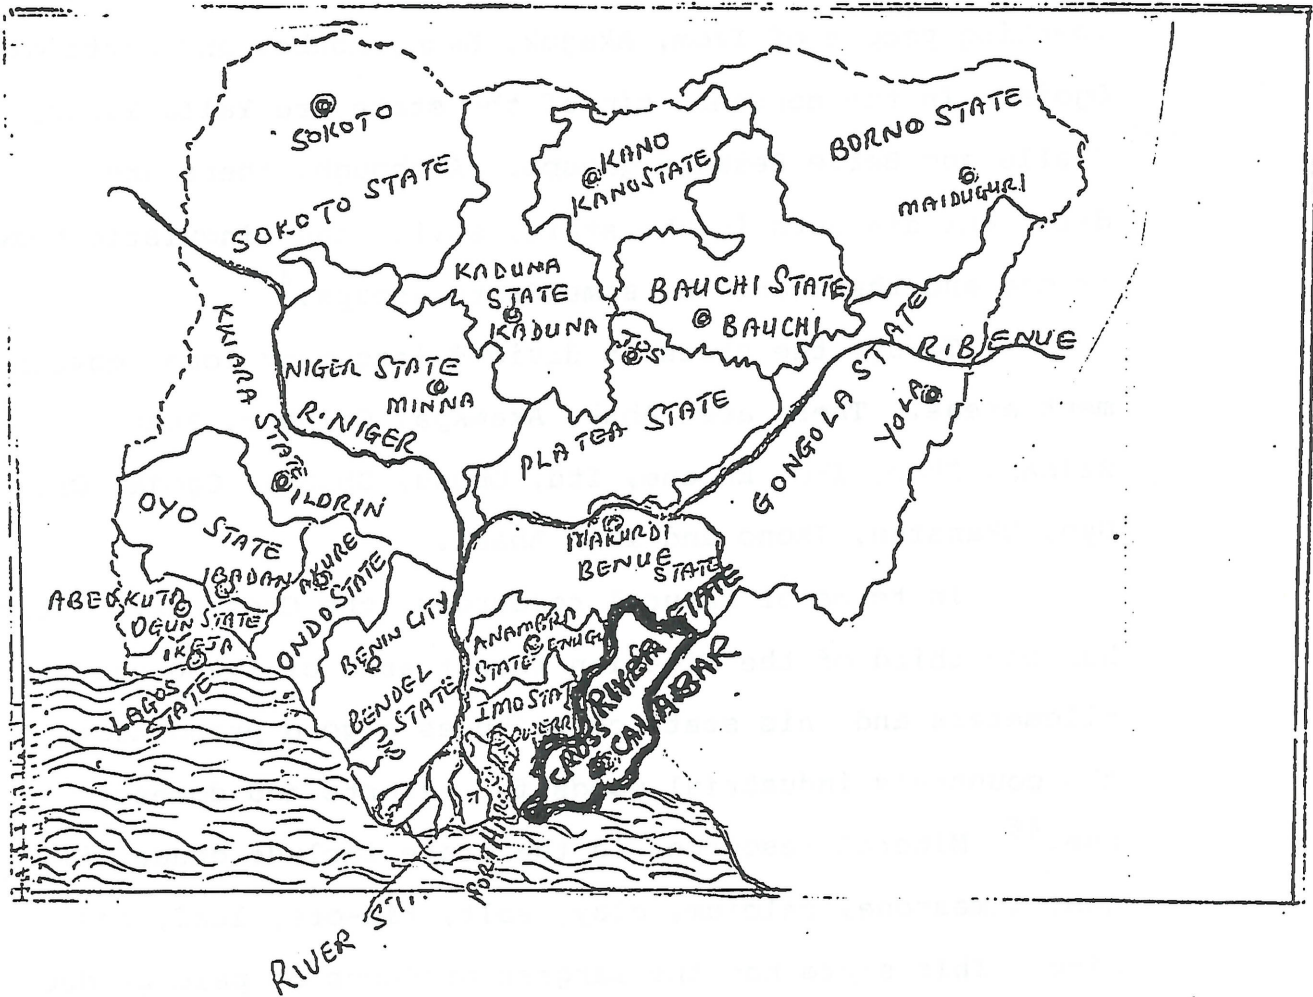 SOKOTO
SOKOTO STATE
KANO
KANO STATE
BORNO STATE
MAIDUGURI
KADUNA
STATE
KADUNA
BAUCHI STATE
BAUCHI
JOS
KWARA STATE
NIGER STATE
MINNA
R. NIGER
PLATEA STATE
GONGOLA STATE
R. BENUE
YOLA
ILORIN
OYO STATE
IBADAN
AKURE
ONDO STATE
MAKURDI
BENUE STATE
ABEOKUTA
OGUN STATE
IKEJA
LAGOS
STATE
BENIN CITY
BENDEL
STATE
ANAMBRA
STATE
ENUGU
IMO STAT
OWERRI
CROSS RIVER STATE
CALABAR
RIVER ST.